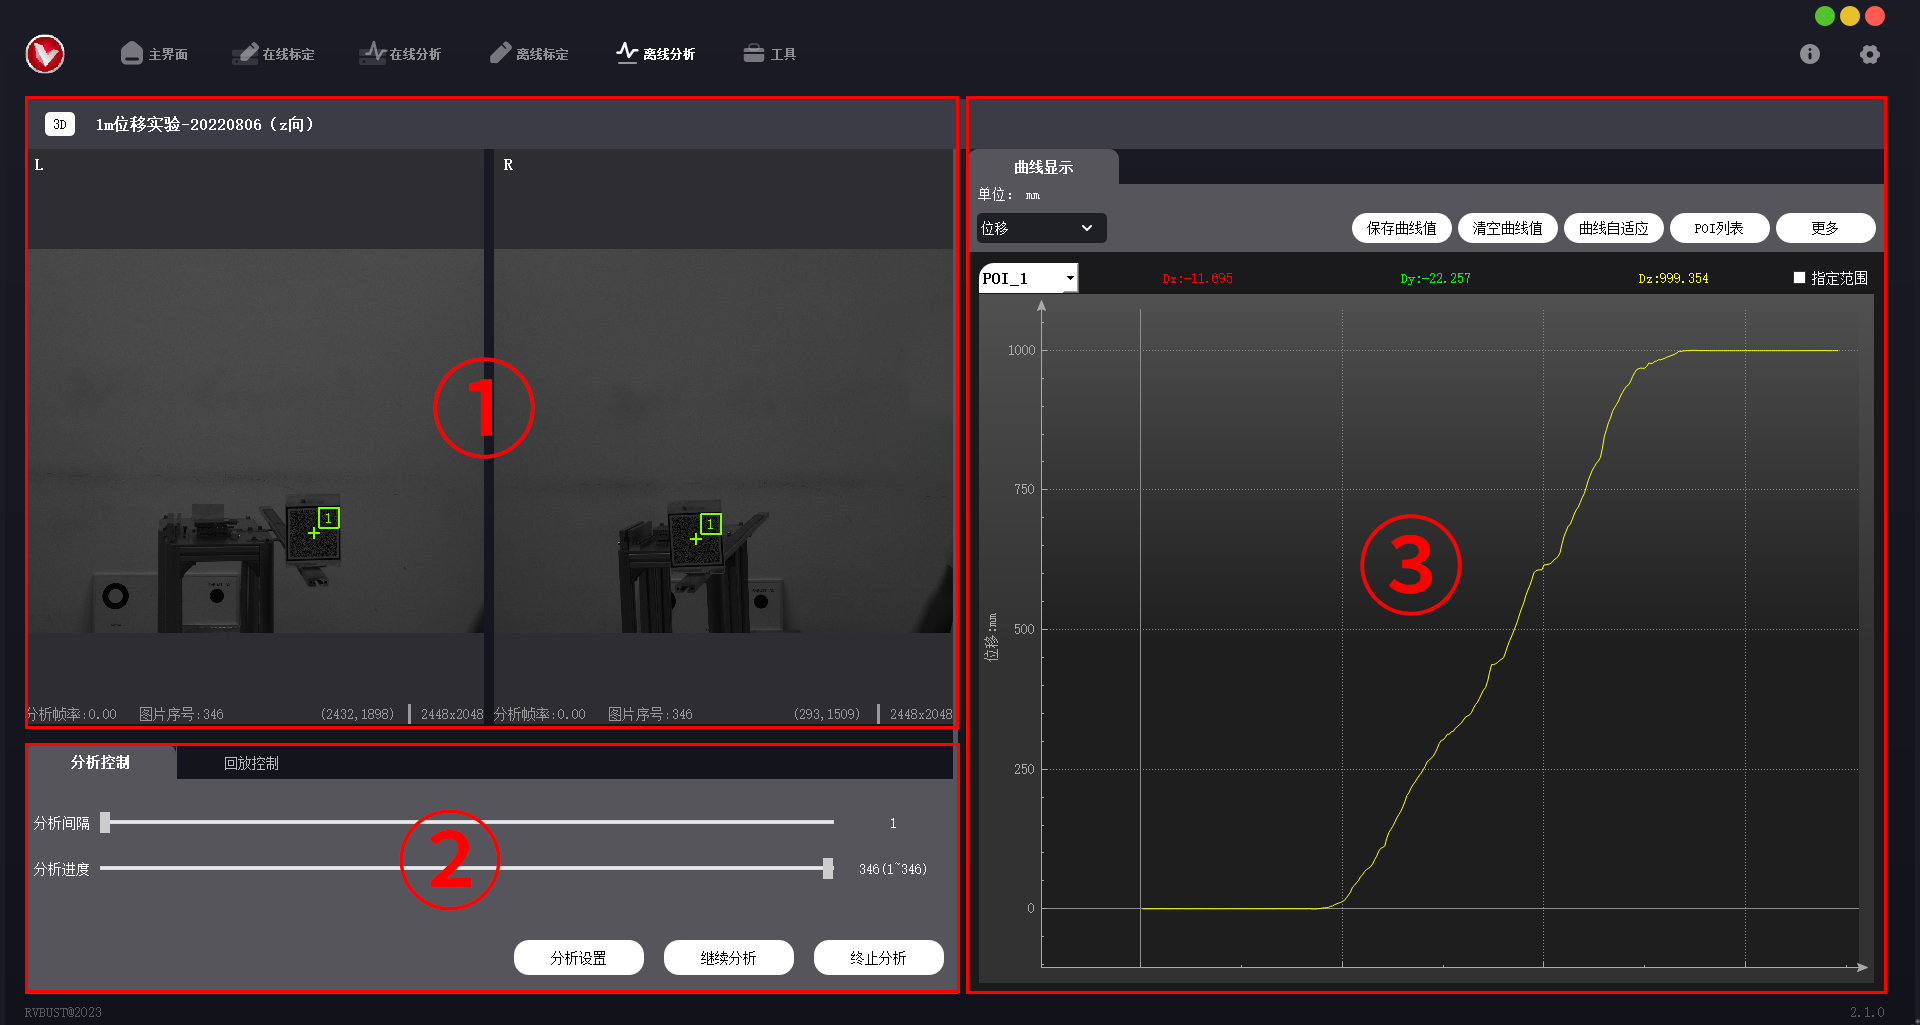 主界面 在线标定 在线分析 离线标定 离线分析 工具
3D 1m位移实验-20220806（z向）
L R
1
1
①
分析帧率:0.00 图片序号:346 (2432,1898) 2448x2048
分析帧率:0.00 图片序号:346 (293,1509) 2448x2048
分析控制 回放控制
分析间隔 1
分析进度 346(1~346)
②
分析设置 继续分析 终止分析
曲线显示
单位: mm
位移
保存曲线值 清空曲线值 曲线自适应 POI列表 更多
POI_1 Dx:-11.695 Dy:-22.257 Dz:999.354 指定范围
1000
750
500
250
0
位移:mm
③
RVBUST@2023 2.1.0